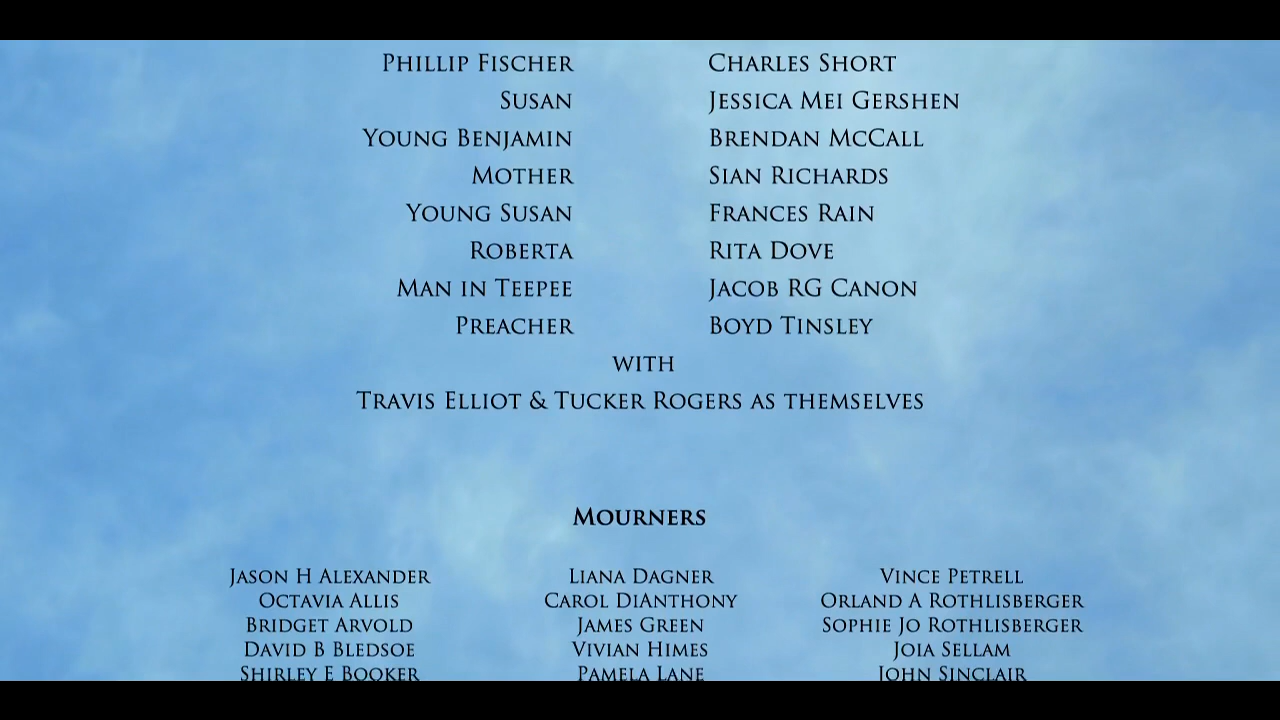 Phillip Fischer Charles Short
Susan Jessica Mei Gershen
Young Benjamin Brendan McCall
Mother Sian Richards
Young Susan Frances Rain
Roberta Rita Dove
Man in Teepee Jacob RG Canon
Preacher Boyd Tinsley
with
Travis Elliot & Tucker Rogers as themselves
Mourners
Jason H Alexander Liana Dagner Vince Petrell
Octavia Allis Carol DiAnthony Orland A Rothlisberger
Bridget Arvold James Green Sophie Jo Rothlisberger
David B Bledsoe Vivian Himes Joia Sellam
Shirley E Booker Pamela Lane John Sinclair